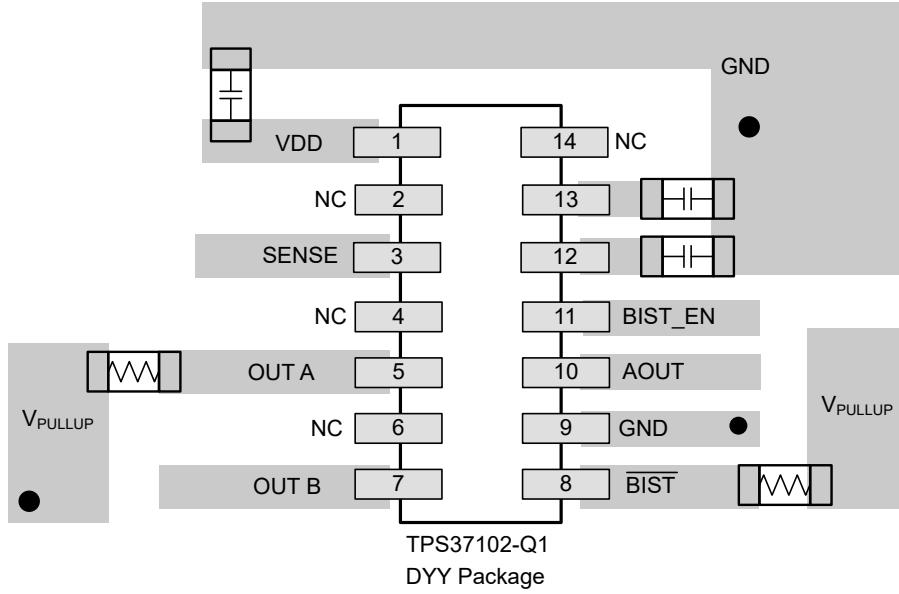 GND
VDD 1 14 NC
NC 2 13
SENSE 3 12
NC 4 11 BIST_EN
OUT A 5 10 AOUT
VPULLUP NC 6 9 GND VPULLUP
OUT B 7 8 BIST
TPS37102-Q1
DYY Package